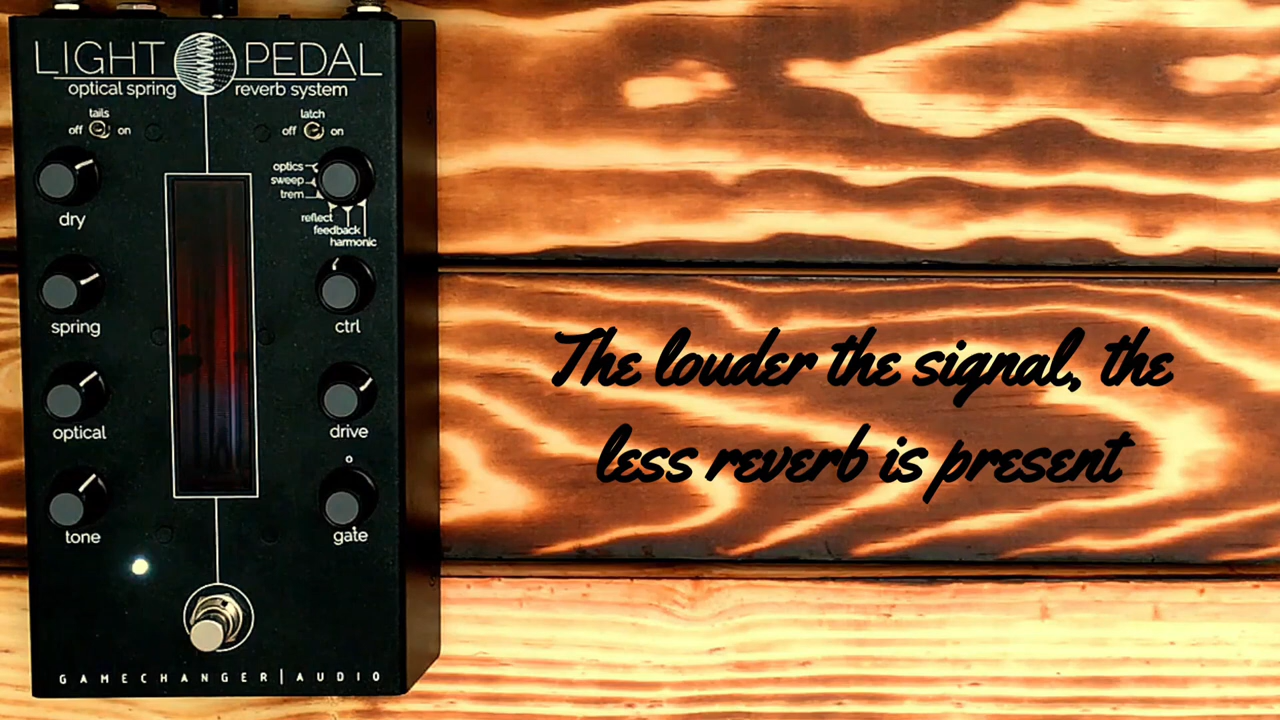 LIGHT PEDAL
optical spring reverb system
tails
off on
latch
off on
optics
sweep
trem
reflect
feedback
harmonic
dry
spring
ctrl
optical
drive
tone
gate
GAMECHANGER|AUDIO
The louder the signal, the
less reverb is present